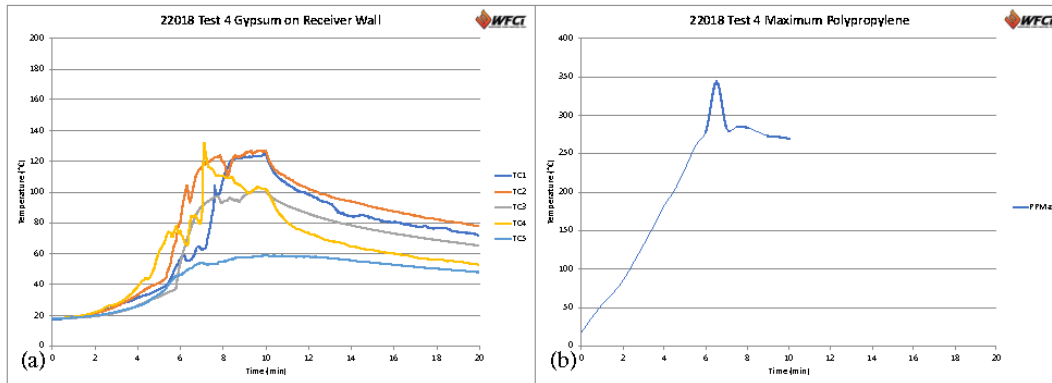 22018 Test 4 Gypsum on Receiver Wall
WFCi
200
180
160
140
120
100
80
60
40
20
0
Temperature (°C)
0 2 4 6 8 10 12 14 16 18 20
Time (min)
TC1
TC2
TC3
TC4
TC5
(a)
22018 Test 4 Maximum Polypropylene
WFCi
400
350
300
250
200
150
100
50
0
Temperature (°C)
0 2 4 6 8 10 12 14 16 18 20
Time (min)
PPMax
(b)